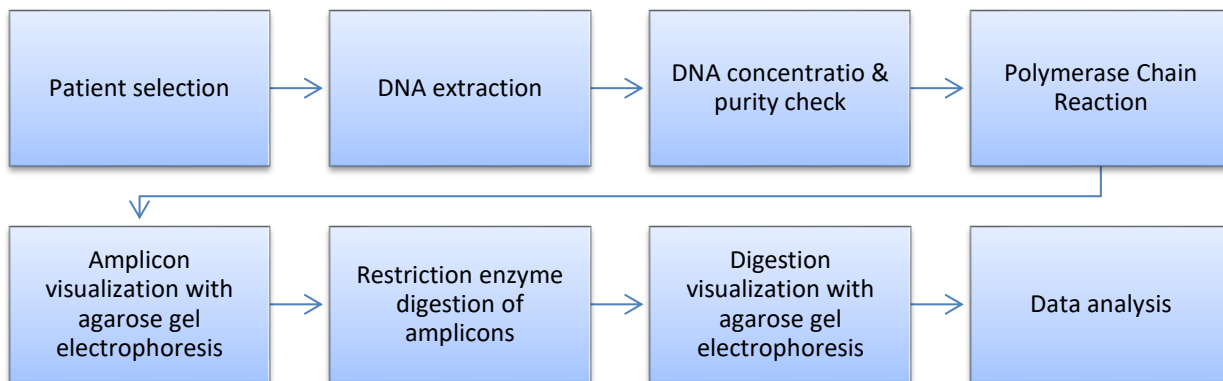 Patient selection
DNA extraction
DNA concentratio &
purity check
Polymerase Chain
Reaction
Amplicon
visualization with
agarose gel
electrophoresis
Restriction enzyme
digestion of
amplicons
Digestion
visualization with
agarose gel
electrophoresis
Data analysis